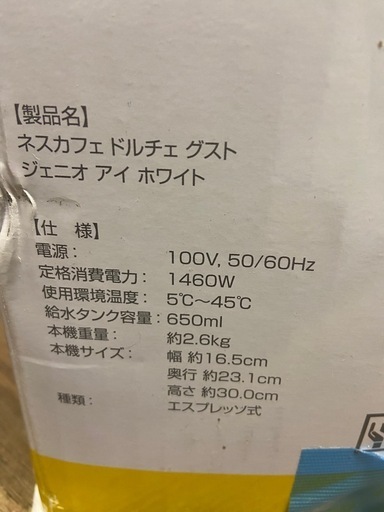 【製品名】
ネスカフェ ドルチェ グスト
ジェニオ アイ ホワイト
【仕 様】
電源： 100V, 50/60Hz
定格消費電力： 1460W
使用環境温度： 5℃～45℃
給水タンク容量： 650ml
本機重量： 約2.6kg
本機サイズ： 幅 約16.5cm
奥行 約23.1cm
高さ 約30.0cm
種類： エスプレッソ式